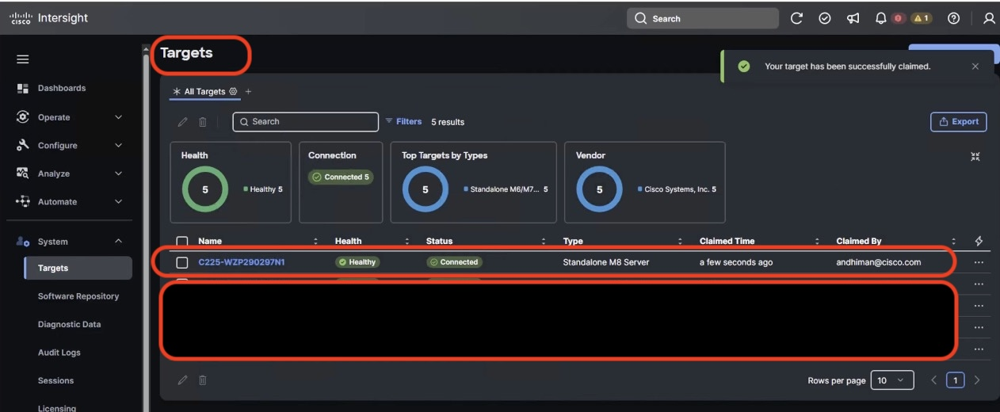 cisco Intersight
Search
1
Targets
Your target has been successfully claimed.
Dashboards
Operate
Configure
Analyze
Automate
System
Targets
Software Repository
Diagnostic Data
Audit Logs
Sessions
Licensing
All Targets
Search
Filters 5 results
Export
Health
5
Healthy 5
Connection
Connected 5
Top Targets by Types
5
Standalone M6/M7... 5
Vendor
5
Cisco Systems, Inc. 5
Name Health Status Type Claimed Time Claimed By
C225-WZP290297N1 Healthy Connected Standalone M8 Server a few seconds ago andhiman@cisco.com
Rows per page 10 1